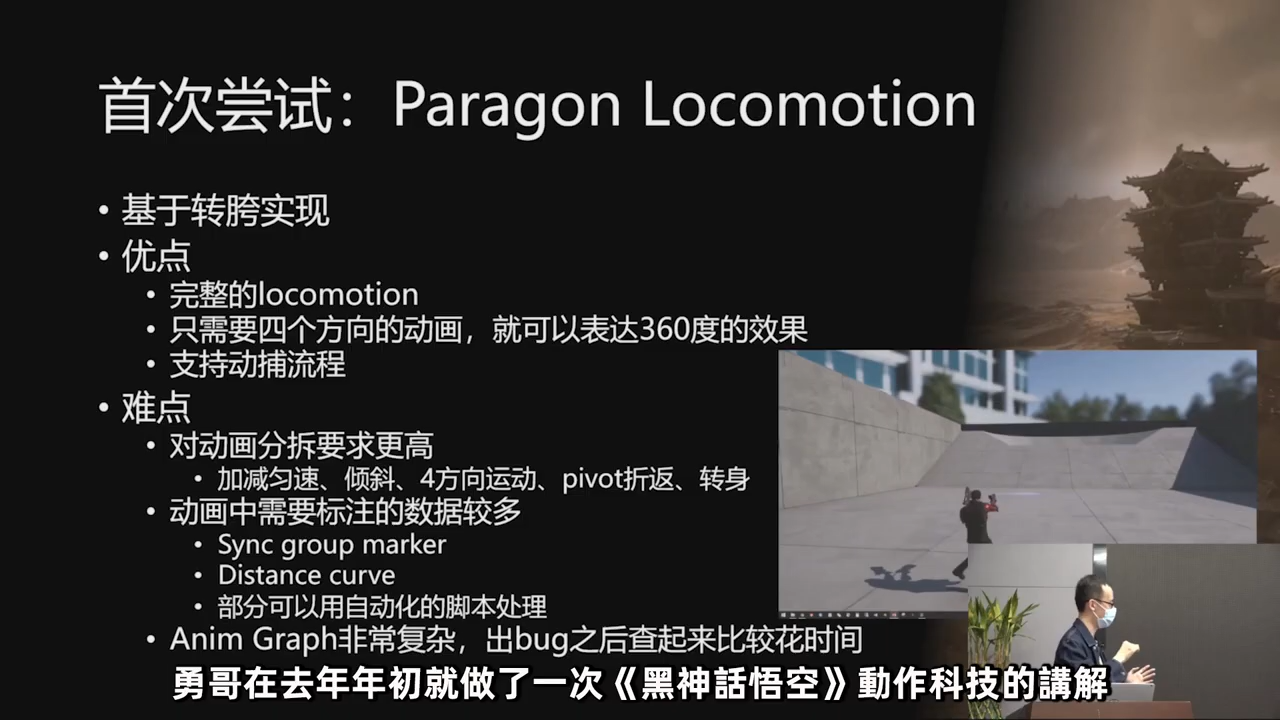 首次尝试：Paragon Locomotion
• 基于转胯实现
• 优点
• 完整的locomotion
• 只需要四个方向的动画，就可以表达360度的效果
• 支持动捕流程
• 难点
• 对动画分拆要求更高
• 加减匀速、倾斜、4方向运动、pivot折返、转身
• 动画中需要标注的数据较多
• Sync group marker
• Distance curve
• 部分可以用自动化的脚本处理
• Anim Graph非常复杂，出bug之后查起来比较花时间
勇哥在去年年初就做了一次《黑神話悟空》動作科技的講解